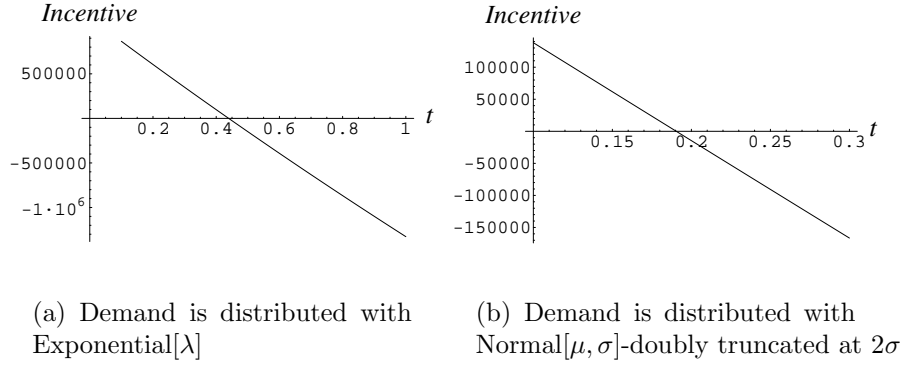 Incentive
500000
-500000
-1·10⁶
0.2 0.4 0.6 0.8 1
t
Incentive
100000
50000
-50000
-100000
-150000
0.15 0.2 0.25 0.3
t
(a) Demand is distributed with
Exponential[λ]
(b) Demand is distributed with
Normal[μ, σ]-doubly truncated at 2σ